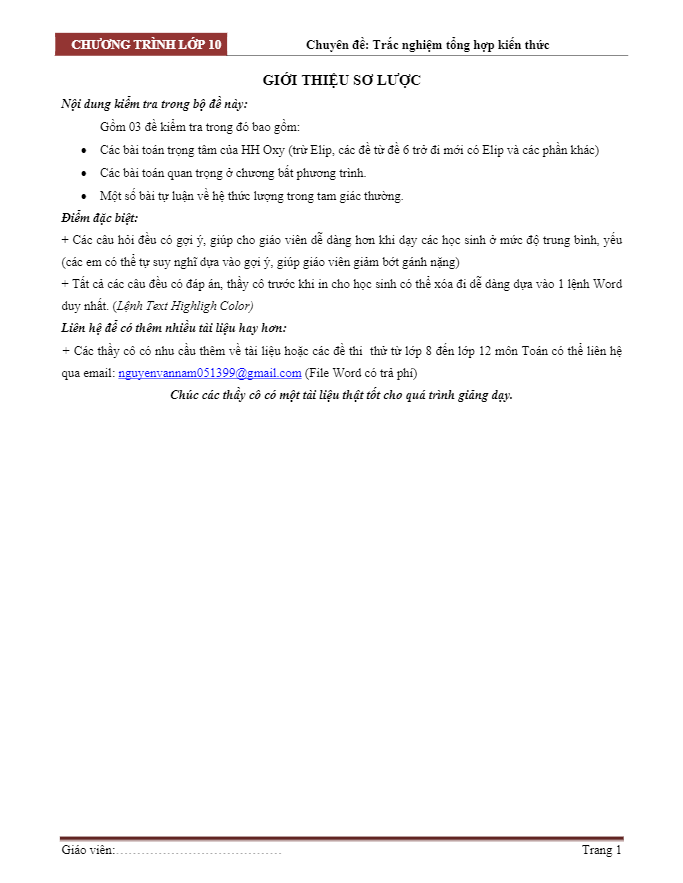 CHƯƠNG TRÌNH LỚP 10 Chuyên đề: Trắc nghiệm tổng hợp kiến thức
GIỚI THIỆU SƠ LƯỢC
Nội dung kiểm tra trong bộ đề này:
Gồm 03 đề kiểm tra trong đó bao gồm:
• Các bài toán trọng tâm của HH Oxy (trừ Elip, các đề từ đề 6 trở đi mới có Elip và các phần khác)
• Các bài toán quan trọng ở chương bất phương trình.
• Một số bài tự luận về hệ thức lượng trong tam giác thường.
Điểm đặc biệt:
+ Các câu hỏi đều có gợi ý, giúp cho giáo viên dễ dàng hơn khi dạy các học sinh ở mức độ trung bình, yếu
(các em có thể tự suy nghĩ dựa vào gợi ý, giúp giáo viên giảm bớt gánh nặng)
+ Tất cả các câu đều có đáp án, thầy cô trước khi in cho học sinh có thể xóa đi dễ dàng dựa vào 1 lệnh Word
duy nhất. (Lệnh Text Highligh Color)
Liên hệ để có thêm nhiều tài liệu hay hơn:
+ Các thầy cô có nhu cầu thêm về tài liệu hoặc các đề thi thử từ lớp 8 đến lớp 12 môn Toán có thể liên hệ
qua email: nguyenvannam051399@gmail.com (File Word có trả phí)
Chúc các thầy cô có một tài liệu thật tốt cho quá trình giảng dạy.
Giáo viên:........................................ Trang 1